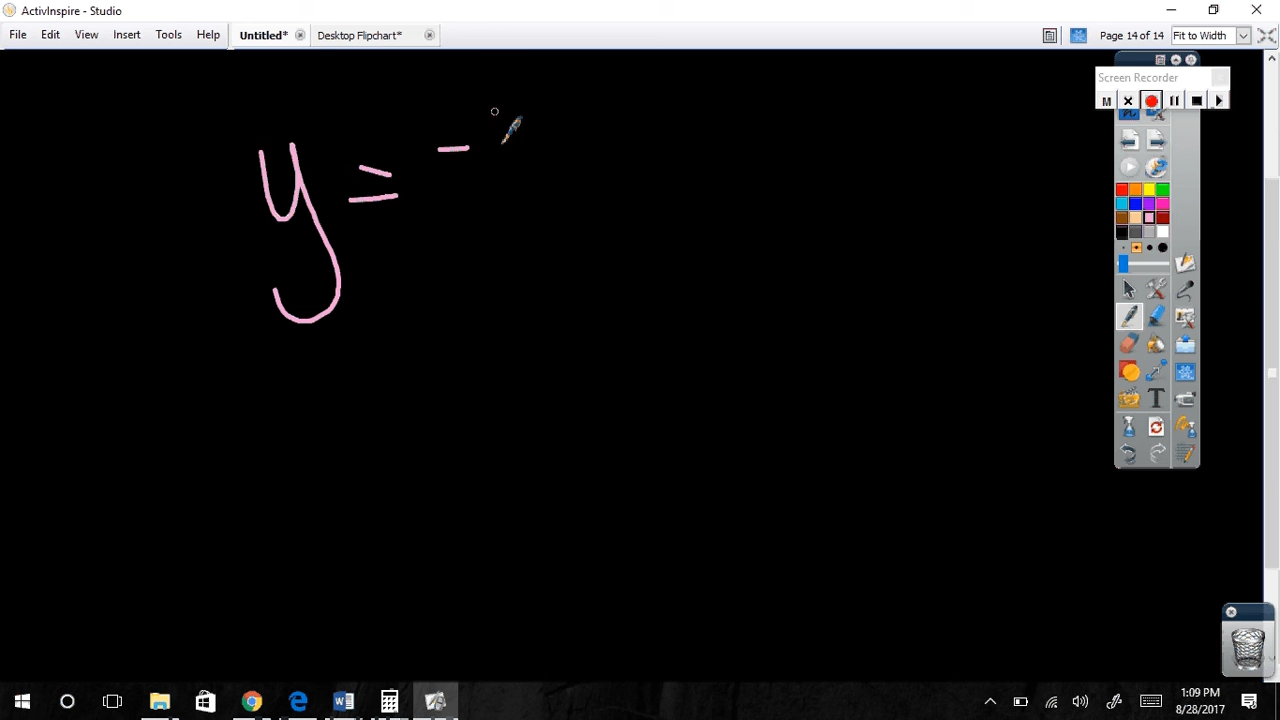 ActivInspire - Studio
File Edit View Insert Tools Help Untitled* Desktop Flipchart* Page 14 of 14 Fit to Width
Screen Recorder
M
y = -
T
1:09 PM
8/28/2017